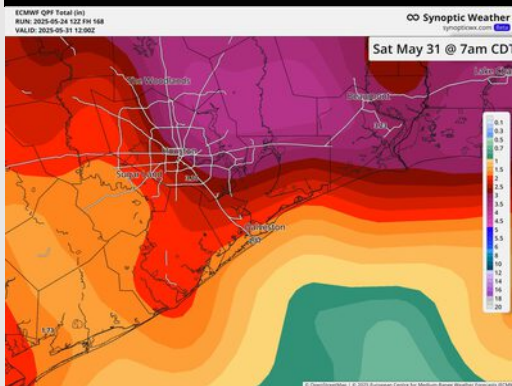 ECMWF QPF Total (in)
RUN: 2025-05-24 12Z FH 168
VALID: 2025-05-31 12:00Z
Synoptic Weather
synopticwx.com Beta
Sat May 31 @ 7am CDT
The Woodlands
Beaumont
Houston
Sugar Land
Galveston
0.1
0.3
0.5
0.7
1
1.5
2
2.5
3
3.5
4
4.5
5
5.5
6
8
10
12
14
16
18
20